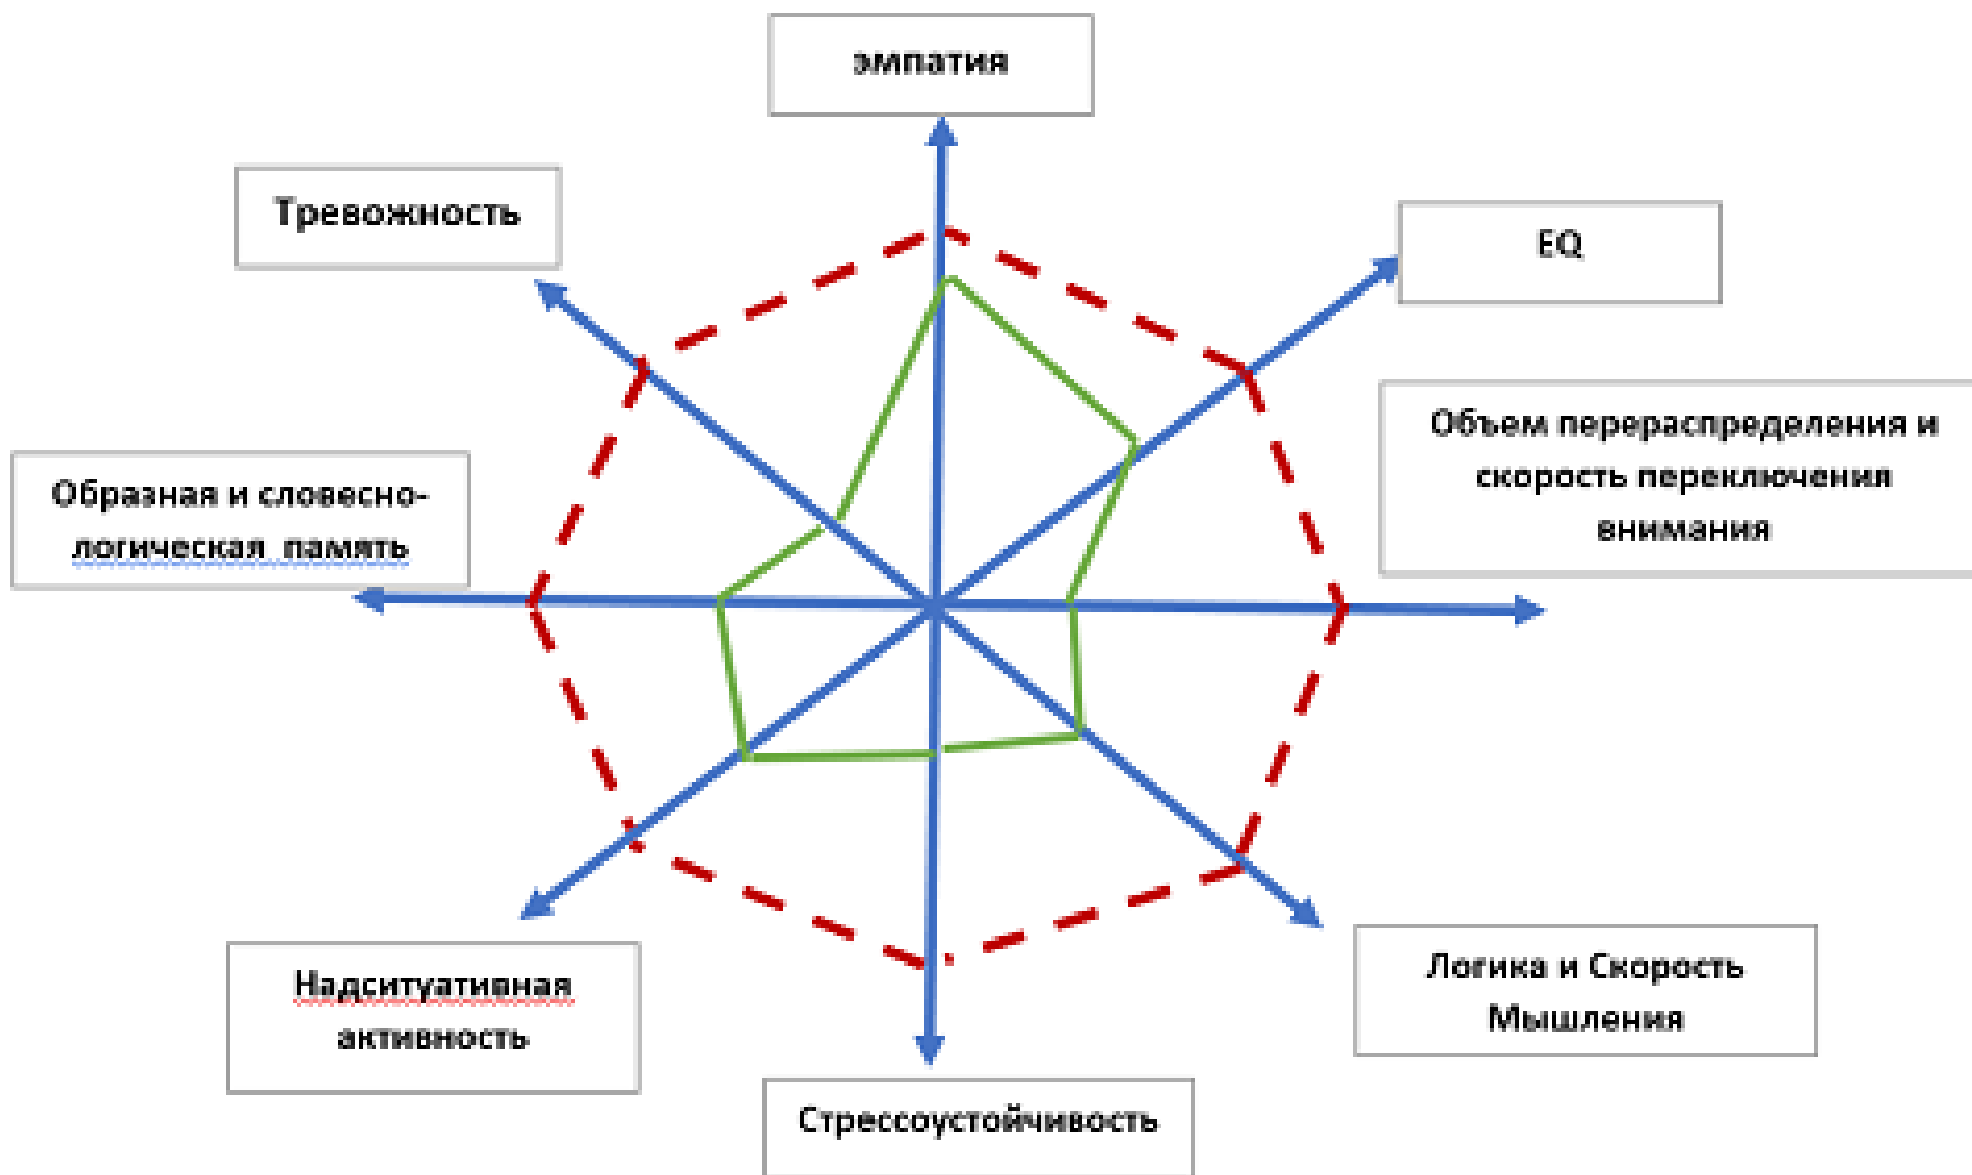 эмпатия
Тревожность
EQ
Объем перераспределения и
скорость переключения
внимания
Образная и словесно-
логическая память
Надситуативная
активность
Логика и Скорость
Мышления
Стрессоустойчивость